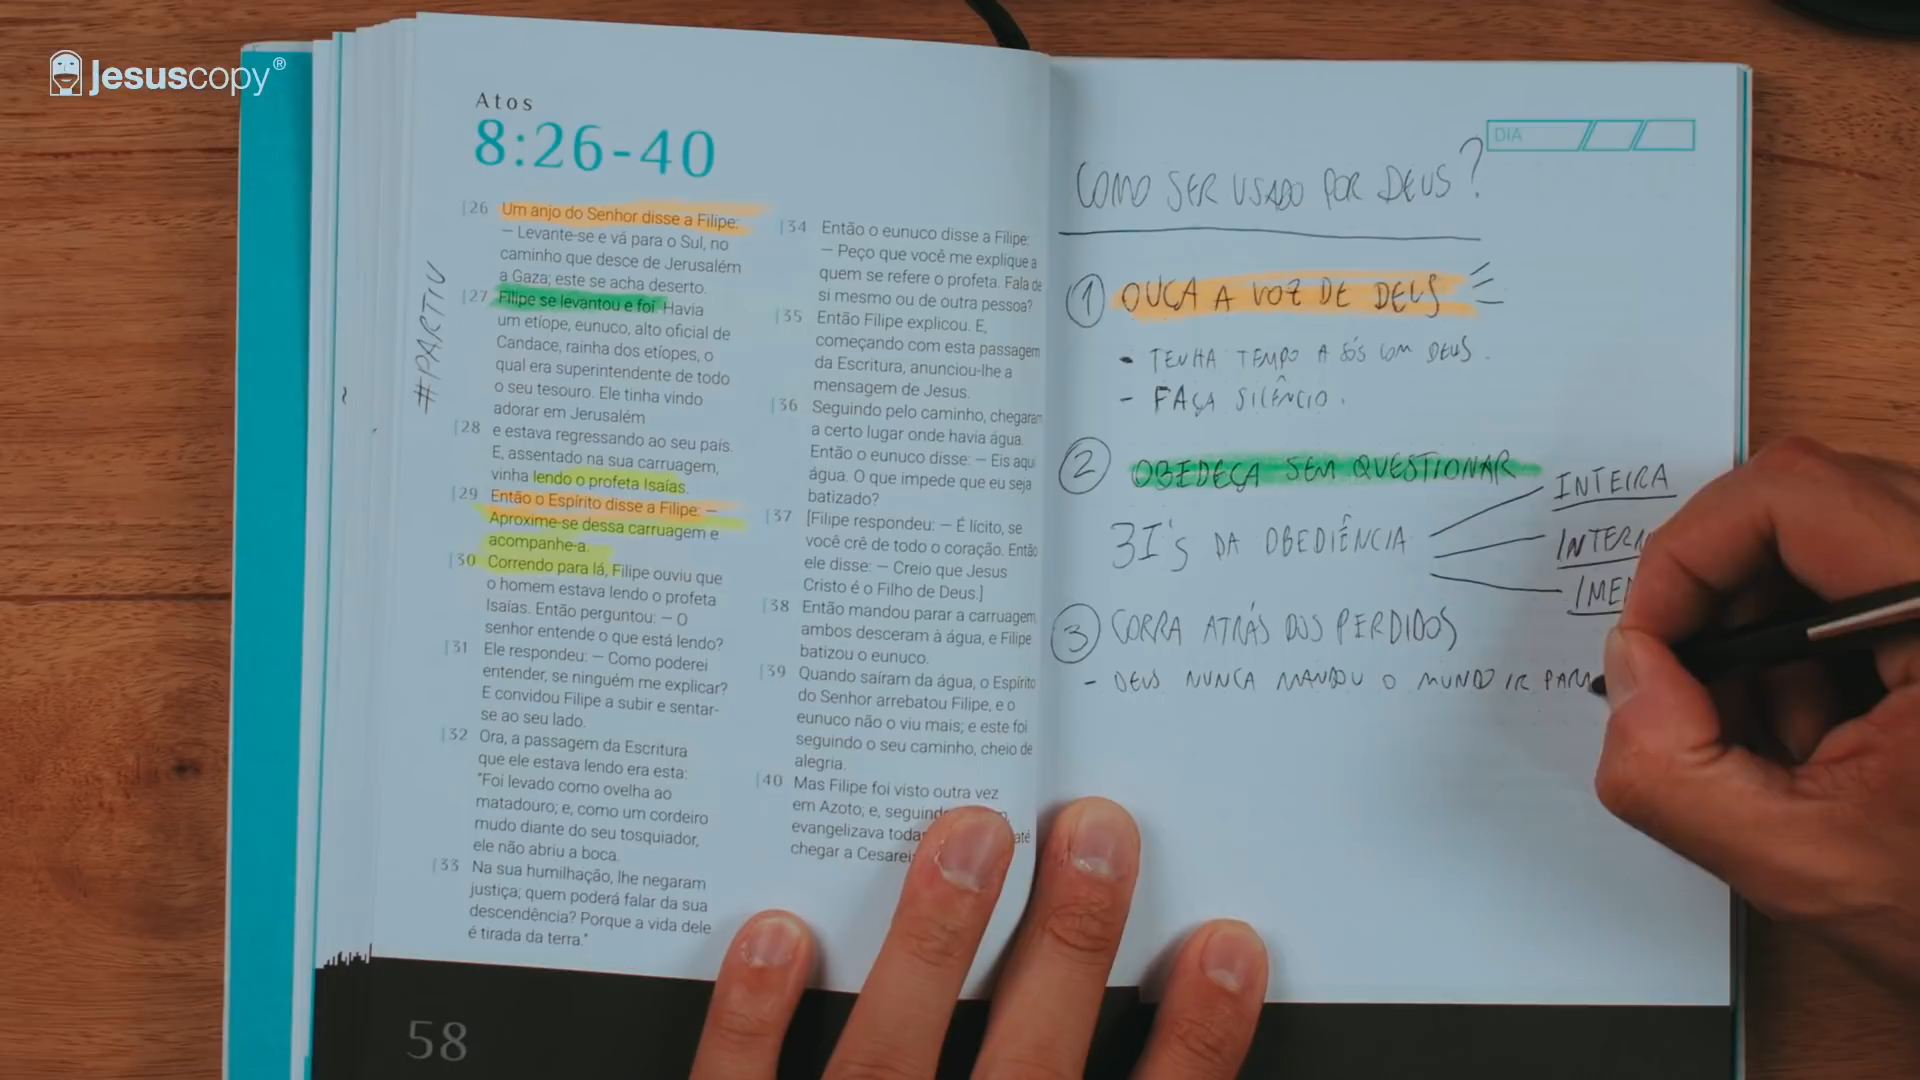 Jesuscopy®
Atos
8:26-40
#PARTIU
26 Um anjo do Senhor disse a Filipe:
– Levante-se e vá para o Sul, no
caminho que desce de Jerusalém
a Gaza; este se acha deserto.
27 Filipe se levantou e foi. Havia
um etíope, eunuco, alto oficial de
Candace, rainha dos etíopes, o
qual era superintendente de todo
o seu tesouro. Ele tinha vindo
adorar em Jerusalém
28 e estava regressando ao seu país.
E, assentado na sua carruagem,
vinha lendo o profeta Isaías.
29 Então o Espírito disse a Filipe: –
Aproxime-se dessa carruagem e
acompanhe-a.
30 Correndo para lá, Filipe ouviu que
o homem estava lendo o profeta
Isaías. Então perguntou: – O
senhor entende o que está lendo?
31 Ele respondeu: – Como poderei
entender, se ninguém me explicar?
E convidou Filipe a subir e sentar-
se ao seu lado.
32 Ora, a passagem da Escritura
que ele estava lendo era esta:
"Foi levado como ovelha ao
matadouro; e, como um cordeiro
mudo diante do seu tosquiador,
ele não abriu a boca.
33 Na sua humilhação, lhe negaram
justiça; quem poderá falar da sua
descendência? Porque a vida dele
é tirada da terra."
34 Então o eunuco disse a Filipe:
– Peço que você me explique a
quem se refere o profeta. Fala de
si mesmo ou de outra pessoa?
35 Então Filipe explicou. E,
começando com esta passagem
da Escritura, anunciou-lhe a
mensagem de Jesus.
36 Seguindo pelo caminho, chegaram
a certo lugar onde havia água.
Então o eunuco disse: – Eis aqui
água. O que impede que eu seja
batizado?
37 [Filipe respondeu: – É lícito, se
você crê de todo o coração. Então
ele disse: – Creio que Jesus
Cristo é o Filho de Deus.]
38 Então mandou parar a carruagem,
ambos desceram à água, e Filipe
batizou o eunuco.
39 Quando saíram da água, o Espírito
do Senhor arrebatou Filipe, e o
eunuco não o viu mais; e este foi
seguindo o seu caminho, cheio de
alegria.
40 Mas Filipe foi visto outra vez
em Azoto; e,
evangelizava até
chegar a
58
DIA
COMO SER USADO POR DEUS?
1 OUÇA A VOZ DE DEUS
- TENHA TEMPO A SÓS COM DEUS.
- FAÇA SILÊNCIO.
2 OBEDEÇA SEM QUESTIONAR
3I's DA OBEDIÊNCIA
INTEIRA
3 CORRA ATRÁS DOS PERDIDOS
- DEUS NUNCA MANDOU O MUNDO IR PARA